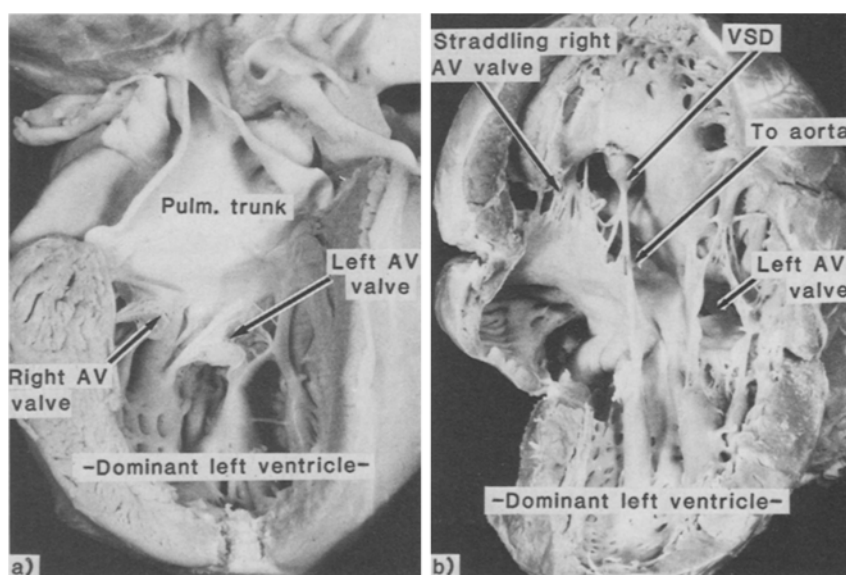 Pulm. trunk
Left AV
valve
Right AV
valve
-Dominant left ventricle-
a)
Straddling right
AV valve
VSD
To aorta
Left AV
valve
-Dominant left ventricle-
b)